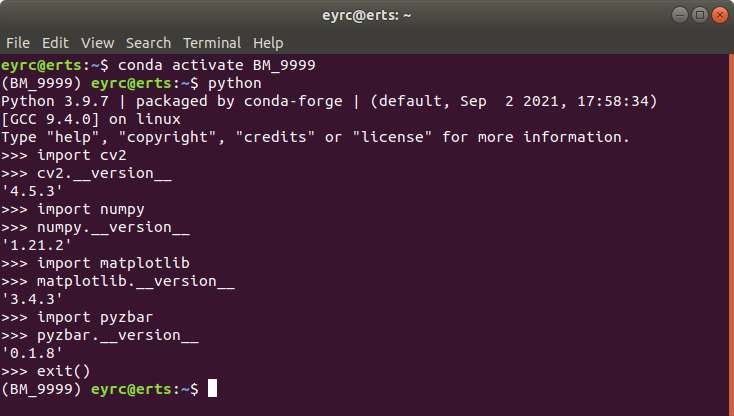 eyrc@erts: ~
File Edit View Search Terminal Help
eyrc@erts:~$ conda activate BM_9999
(BM_9999) eyrc@erts:~$ python
Python 3.9.7 | packaged by conda-forge | (default, Sep  2 2021, 17:58:34)
[GCC 9.4.0] on linux
Type "help", "copyright", "credits" or "license" for more information.
>>> import cv2
>>> cv2.__version__
'4.5.3'
>>> import numpy
>>> numpy.__version__
'1.21.2'
>>> import matplotlib
>>> matplotlib.__version__
'3.4.3'
>>> import pyzbar
>>> pyzbar.__version__
'0.1.8'
>>> exit()
(BM_9999) eyrc@erts:~$